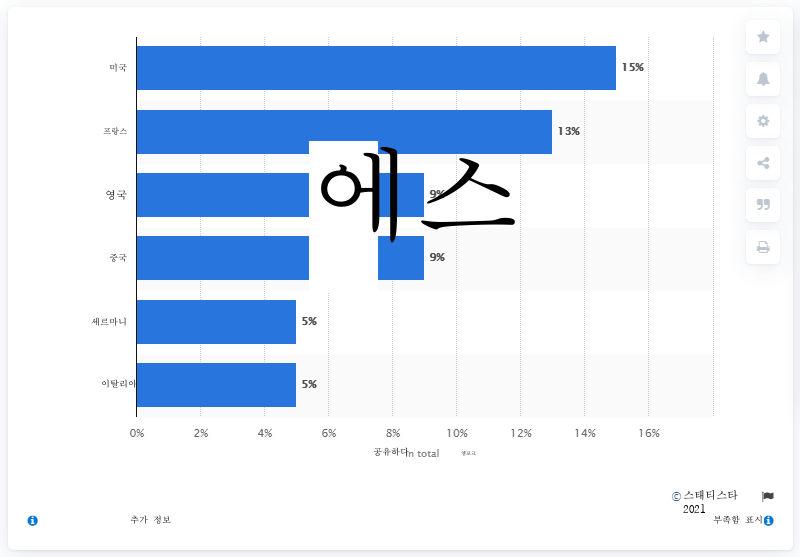 미국
15%
프랑스
13%
에스
영국
9%
중국
9%
세르마니
5%
이탈리아
5%
0% 2% 4% 6% 8% 10% 12% 14% 16%
공유하다 in total
© 스태티스타
2021
추가 정보
부족함 표시